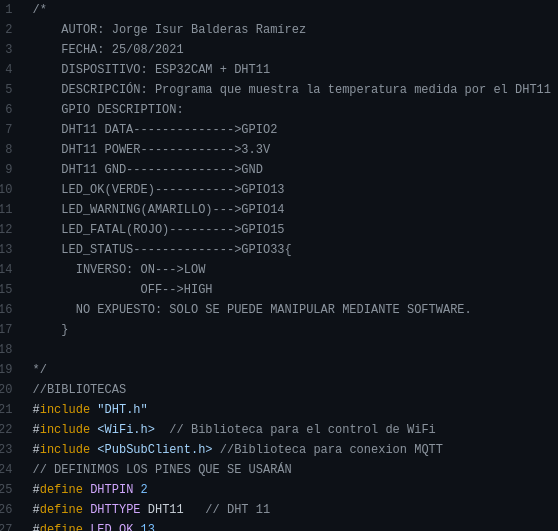 1 /*
2 AUTOR: Jorge Isur Balderas Ramírez
3 FECHA: 25/08/2021
4 DISPOSITIVO: ESP32CAM + DHT11
5 DESCRIPCIÓN: Programa que muestra la temperatura medida por el DHT11
6 GPIO DESCRIPTION:
7 DHT11 DATA-------------->GPIO2
8 DHT11 POWER------------->3.3V
9 DHT11 GND--------------->GND
10 LED_OK(VERDE)----------->GPIO13
11 LED_WARNING(AMARILLO)--->GPIO14
12 LED_FATAL(ROJO)--------->GPIO15
13 LED_STATUS-------------->GPIO33{
14 INVERSO: ON--->LOW
15 OFF-->HIGH
16 NO EXPUESTO: SOLO SE PUEDE MANIPULAR MEDIANTE SOFTWARE.
17 }
18
19 */
20 //BIBLIOTECAS
21 #include "DHT.h"
22 #include <WiFi.h>  // Biblioteca para el control de WiFi
23 #include <PubSubClient.h> //Biblioteca para conexion MQTT
24 // DEFINIMOS LOS PINES QUE SE USARÁN
25 #define DHTPIN 2
26 #define DHTTYPE DHT11   // DHT 11
27 #define LED_OK 13